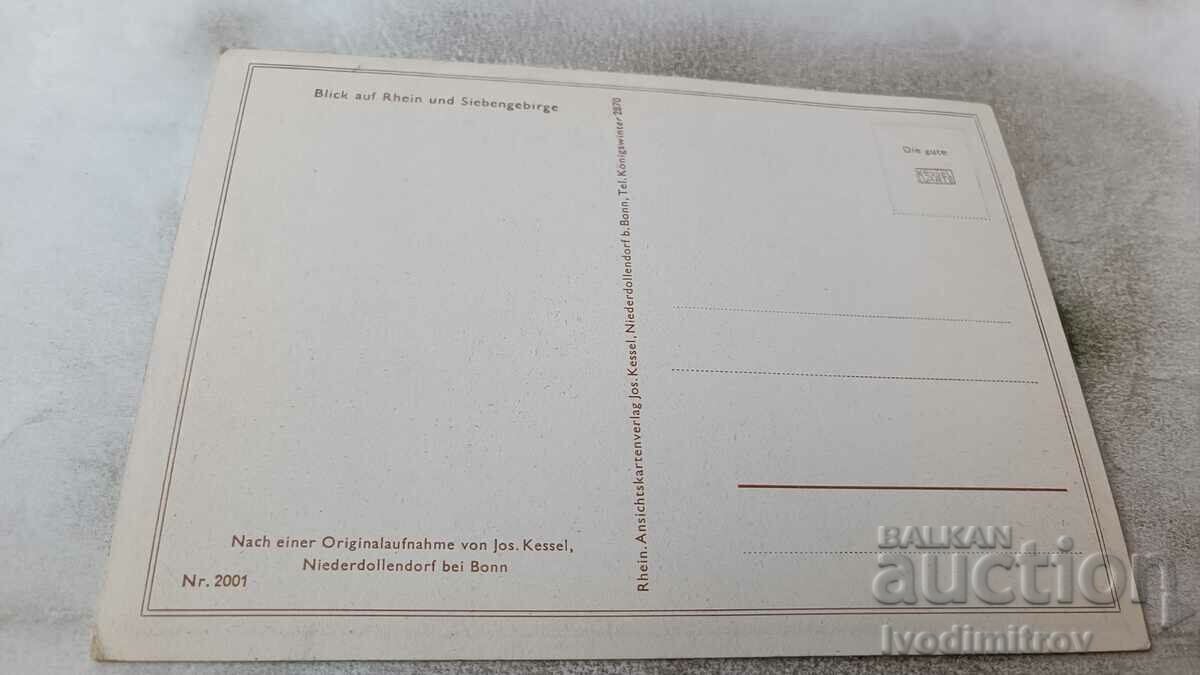 Blick auf Rhein und Siebengebirge
Rhein. Ansichtskartenverlag Jos. Kessel, Niederdollendorf b. Bonn, Tel. Königswinter 2870
Die gute
Nach einer Originalaufnahme von Jos. Kessel,
Niederdollendorf bei Bonn
Nr. 2001
BALKAN
auction
Ivodimitrov